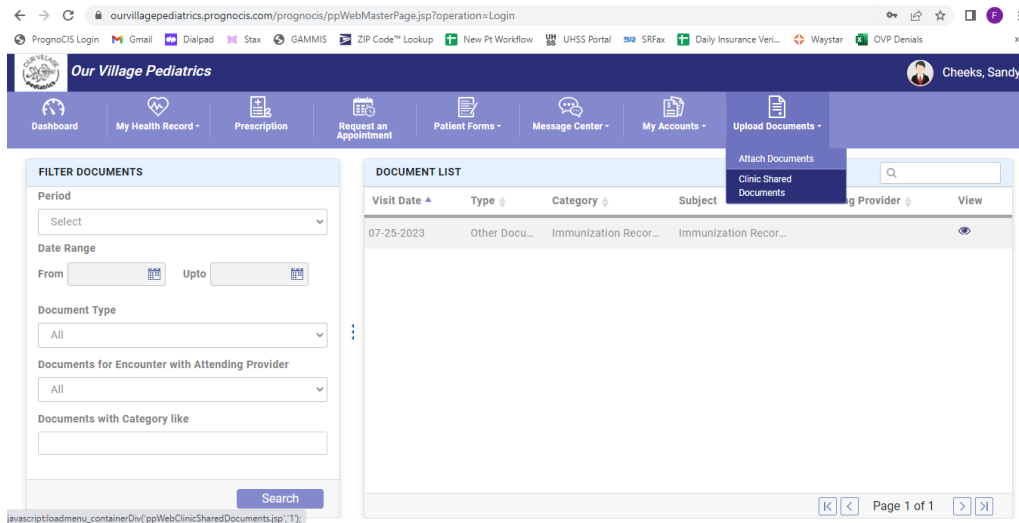 ourvillagepediatrics.prognocis.com/prognosis/ppWebMasterPage.jsp?operation=Login
F
PrognoCIS Login Gmail Dialpad Stax GAMMIS ZIP Code™ Lookup New Pt Workflow UHSS Portal SRFax Daily Insurance Veri... Waystar OVP Denials
Our Village Pediatrics
Cheeks, Sandy
Dashboard My Health Record Prescription Request an Appointment Patient Forms Message Center My Accounts Upload Documents
Attach Documents
Clinic Shared
Documents
FILTER DOCUMENTS
Period
Select
Date Range
From Upto
Document Type
All
Documents for Encounter with Attending Provider
All
Documents with Category like
Search
DOCUMENT LIST
Visit Date Type Category Subject g Provider View
07-25-2023 Other Docu... Immunization Recor... Immunization Recor...
Page 1 of 1
javascript:loadmenu_containerDiv('ppWebClinicSharedDocuments.jsp','1');